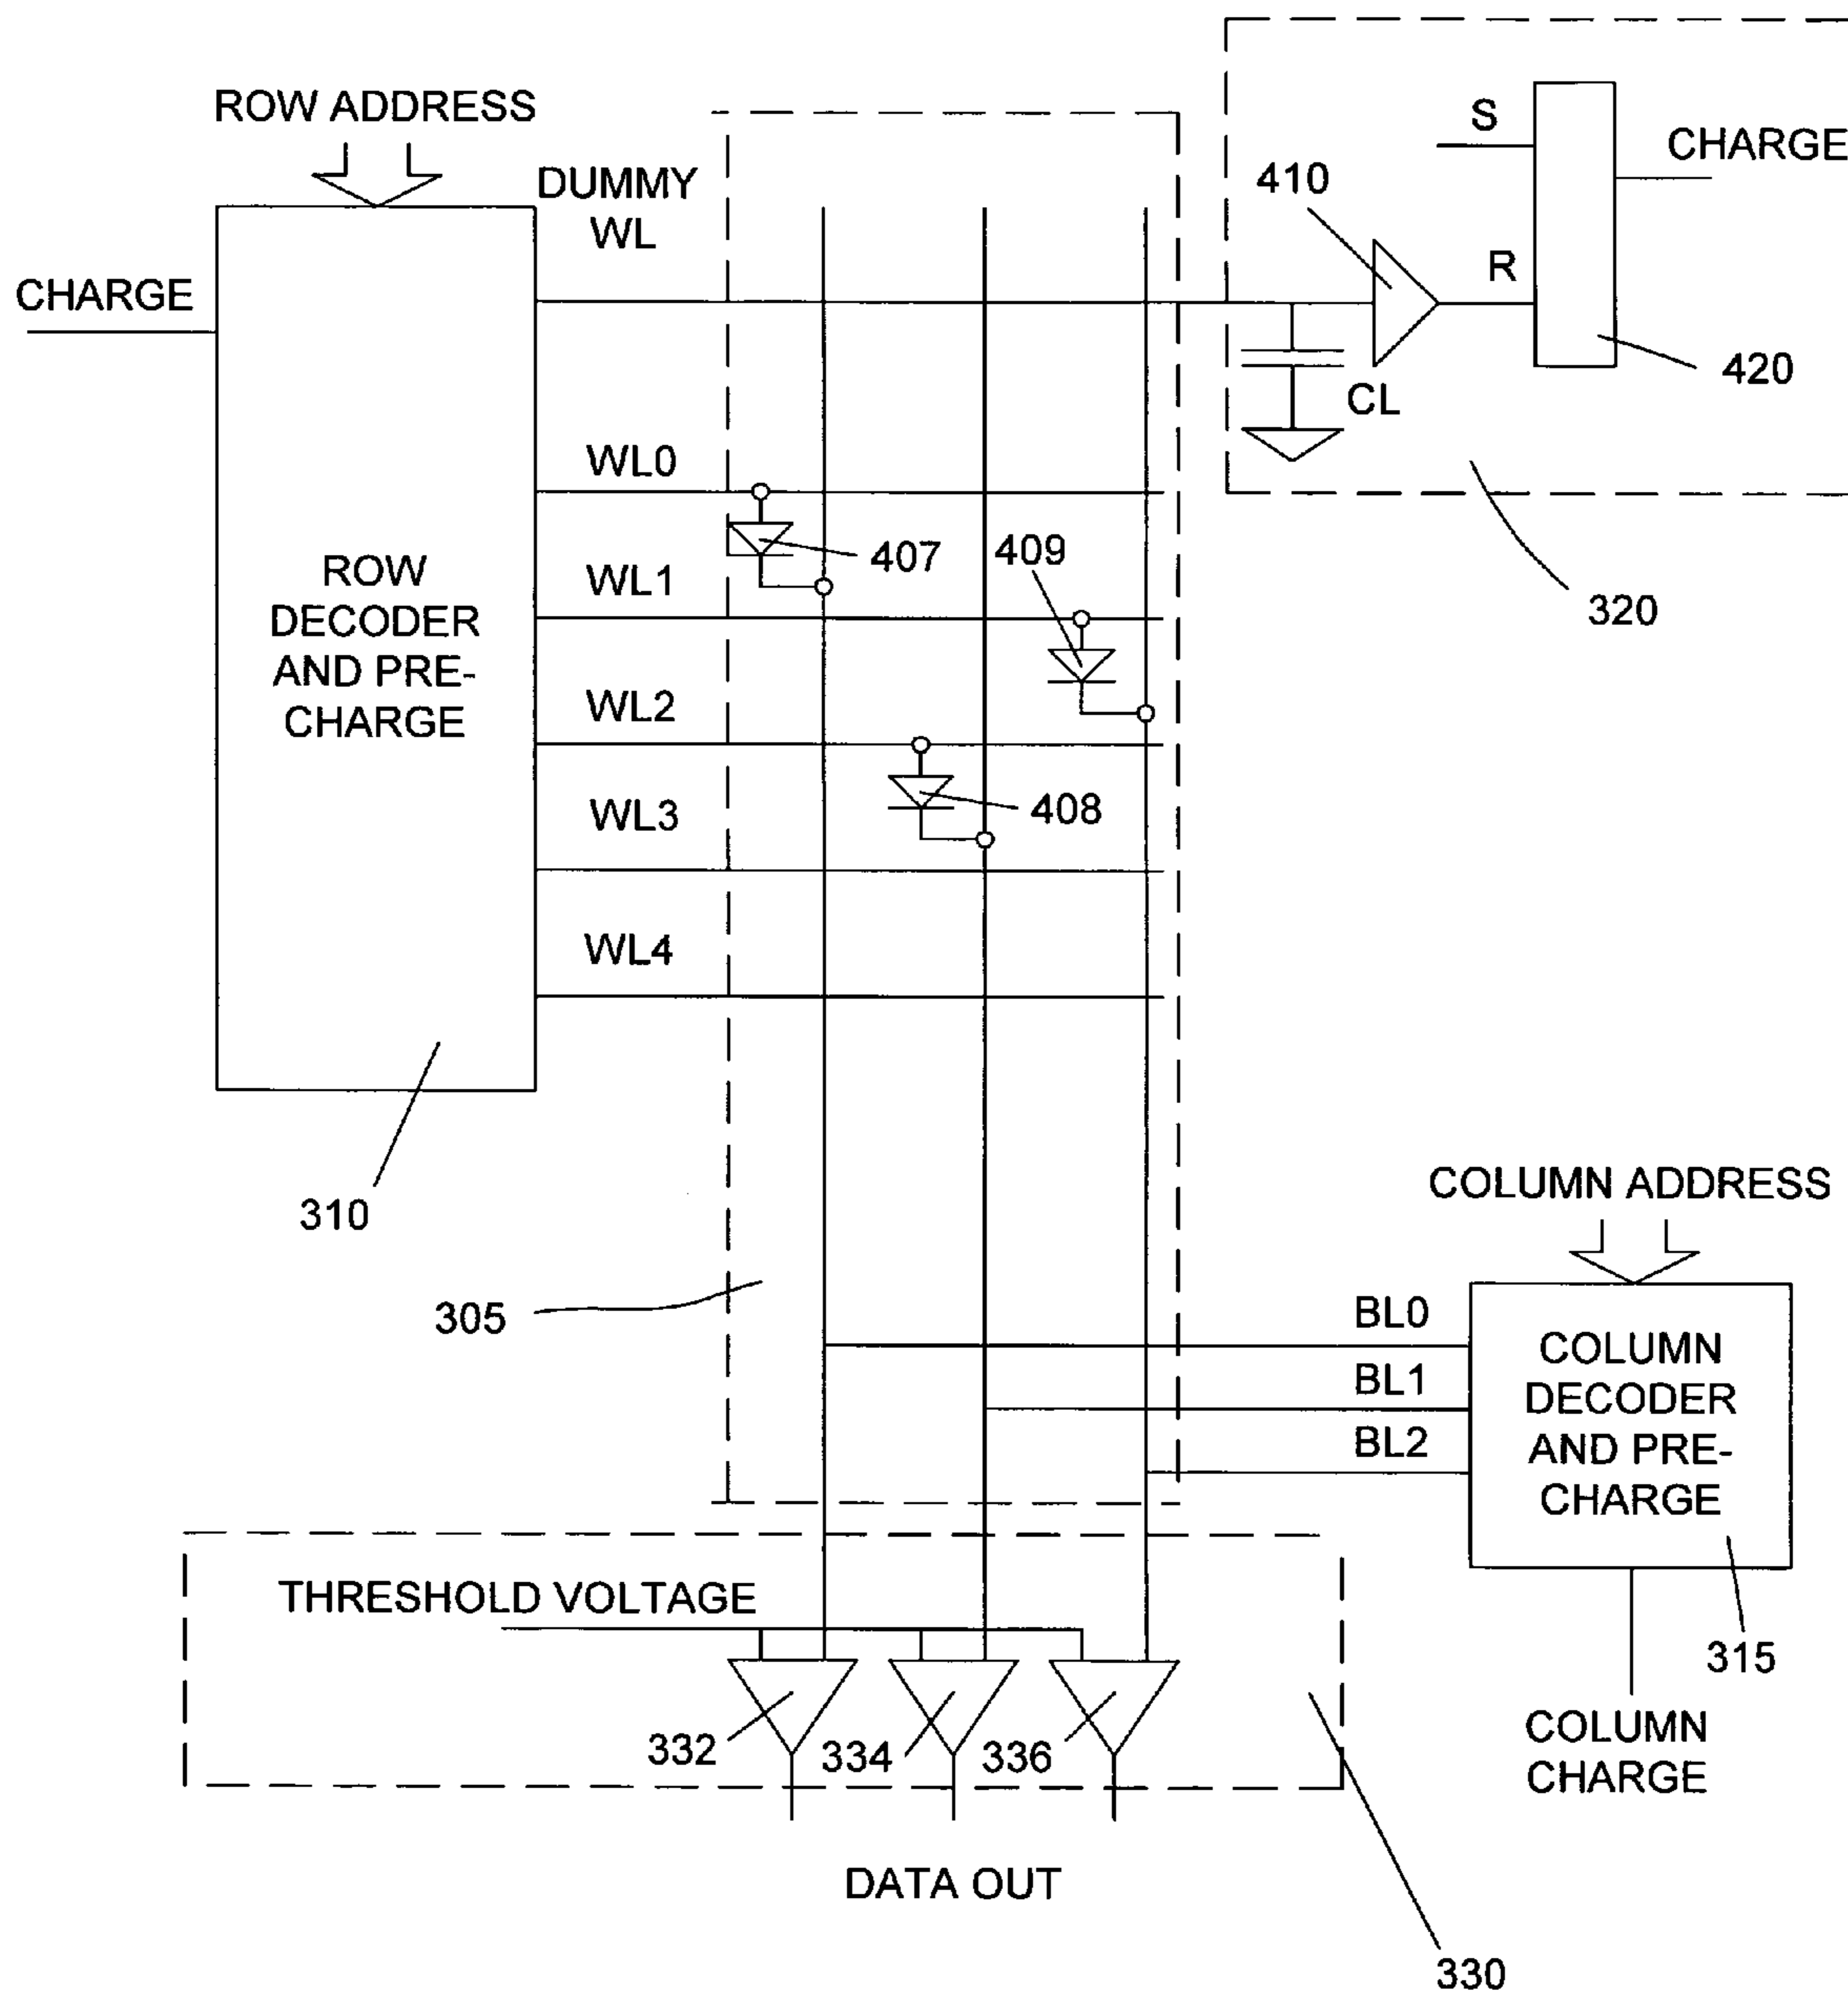 ROW ADDRESS
CHARGE
DUMMY
WL
S
CHARGE
410
R
420
CL
320
WL0
WL1
WL2
WL3
WL4
407
409
408
ROW
DECODER
AND PRE-
CHARGE
310
305
COLUMN ADDRESS
BL0
BL1
BL2
COLUMN
DECODER
AND PRE-
CHARGE
315
COLUMN
CHARGE
THRESHOLD VOLTAGE
332
334
336
DATA OUT
330